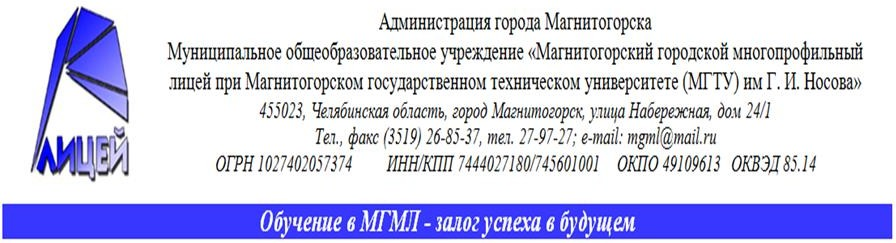 Администрация города Магнитогорска
Муниципальное общеобразовательное учреждение «Магнитогорский городской многопрофильный
лицей при Магнитогорском государственном техническом университете (МГТУ) им Г. И. Носова»
455023, Челябинская область, город Магнитогорск, улица Набережная, дом 24/1
Тел., факс (3519) 26-85-37, тел. 27-97-27; e-mail: mgml@mail.ru
ОГРН 1027402057374 ИНН/КПП 7444027180/745601001 ОКПО 49109613 ОКВЭД 85.14
ЛИЦЕЙ
Обучение в МГМЛ - залог успеха в будущем